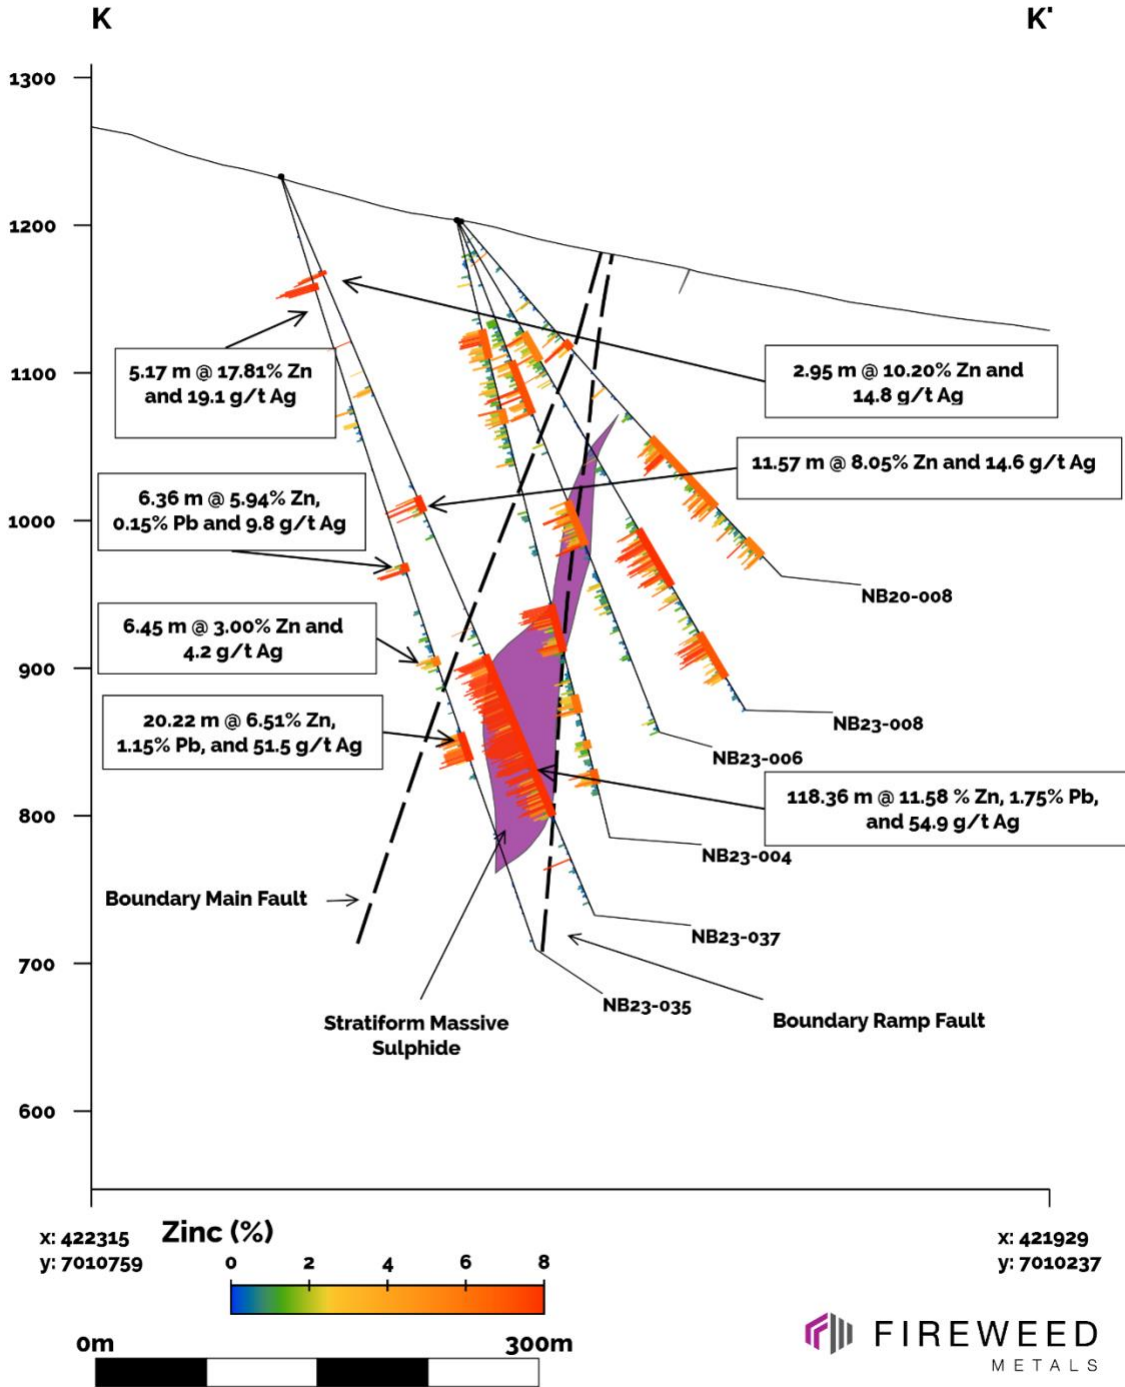 K
K'
1300
1200
1100
1000
900
800
700
600
5.17 m @ 17.81% Zn
and 19.1 g/t Ag
2.95 m @ 10.20% Zn and
14.8 g/t Ag
11.57 m @ 8.05% Zn and 14.6 g/t Ag
6.36 m @ 5.94% Zn,
0.15% Pb and 9.8 g/t Ag
NB20-008
6.45 m @ 3.00% Zn and
4.2 g/t Ag
20.22 m @ 6.51% Zn,
1.15% Pb, and 51.5 g/t Ag
NB23-008
NB23-006
118.36 m @ 11.58 % Zn, 1.75% Pb,
and 54.9 g/t Ag
NB23-004
Boundary Main Fault
NB23-037
NB23-035
Stratiform Massive
Sulphide
Boundary Ramp Fault
x: 422315
y: 7010759
Zinc (%)
0 2 4 6 8
x: 421929
y: 7010237
0m 300m
FIREWEED
METALS